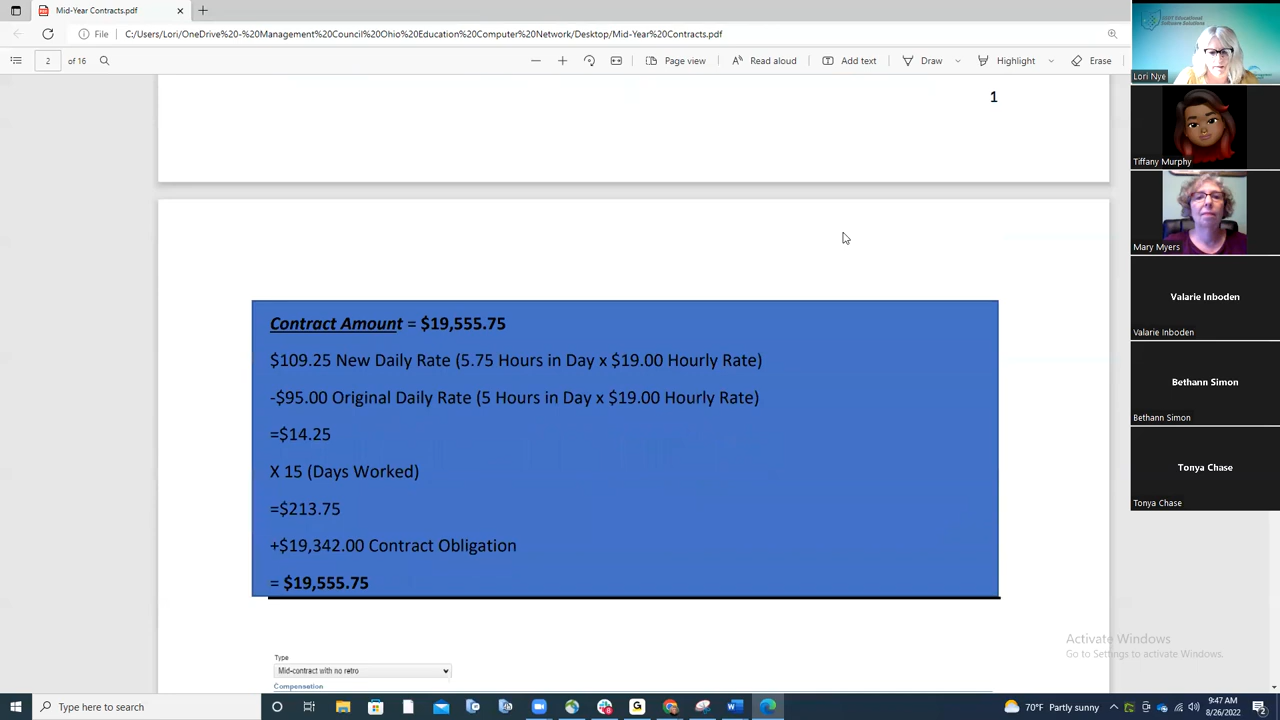 Mid-Year Contracts.pdf
File
C:/Users/Lori/OneDrive%20-%20Management%20Council%20Ohio%20Education%20Computer%20Network/Desktop/Mid-Year%20Contracts.pdf
2 of 16
Page view
Read aloud
Add text
Draw
Highlight
Erase
1
Contract Amount = $19,555.75
$109.25 New Daily Rate (5.75 Hours in Day x $19.00 Hourly Rate)
-$95.00 Original Daily Rate (5 Hours in Day x $19.00 Hourly Rate)
=$14.25
X 15 (Days Worked)
=$213.75
+$19,342.00 Contract Obligation
= $19,555.75
Type
Mid-contract with no retro
Compensation
Lori Nye
Tiffany Murphy
Mary Myers
Valarie Inboden
Valarie Inboden
Bethann Simon
Bethann Simon
Tonya Chase
Tonya Chase
Activate Windows
Go to Settings to activate Windows.
Type here to search
70°F Partly sunny
9:47 AM
8/26/2022